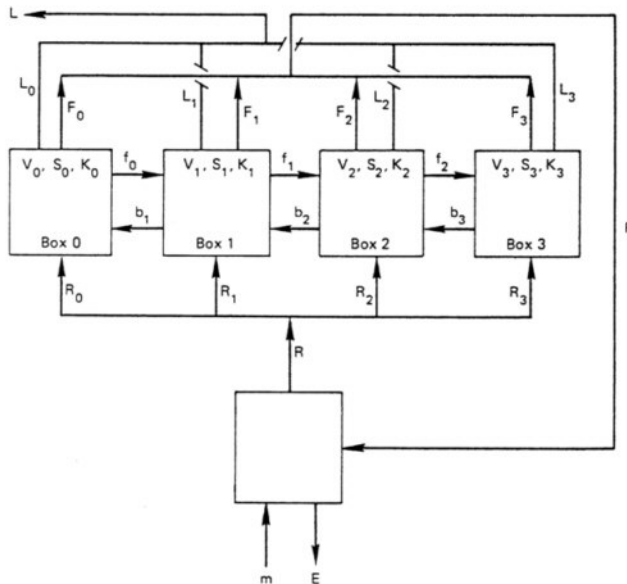 L
L₀
F₀
L₁
F₁
F₂
L₂
F₃
L₃
V₀, S₀, K₀
f₀
V₁, S₁, K₁
f₁
V₂, S₂, K₂
f₂
V₃, S₃, K₃
b₁
b₂
b₃
Box 0
Box 1
Box 2
Box 3
R₀
R₁
R₂
R₃
R
m
E